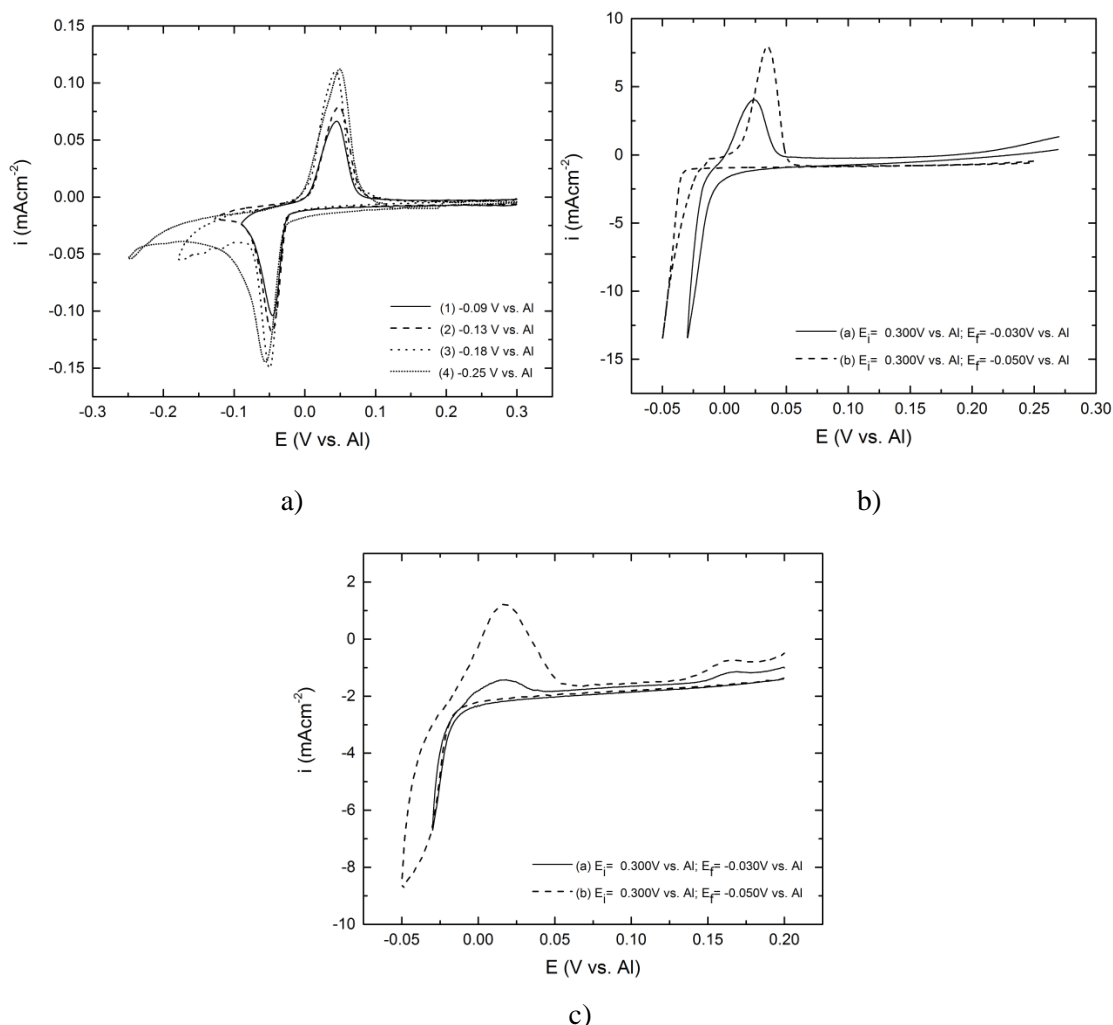 0.15
0.10
0.05
0.00
-0.05
-0.10
-0.15
i (mAcm-2)
-0.3 -0.2 -0.1 0.0 0.1 0.2 0.3
E (V vs. Al)
(1) -0.09 V vs. Al
(2) -0.13 V vs. Al
(3) -0.18 V vs. Al
(4) -0.25 V vs. Al
a)
10
5
0
-5
-10
-15
i (mAcm-2)
-0.05 0.00 0.05 0.10 0.15 0.20 0.25 0.30
E (V vs. Al)
(a) Ei= 0.300V vs. Al; Ef= -0.030V vs. Al
(b) Ei= 0.300V vs. Al; Ef= -0.050V vs. Al
b)
2
0
-2
-4
-6
-8
-10
i (mAcm-2)
-0.05 0.00 0.05 0.10 0.15 0.20
E (V vs. Al)
(a) Ei= 0.300V vs. Al; Ef= -0.030V vs. Al
(b) Ei= 0.300V vs. Al; Ef= -0.050V vs. Al
c)